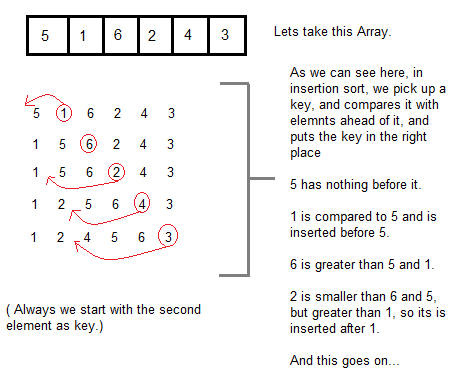 5 1 6 2 4 3
Lets take this Array.
5 1 6 2 4 3
1 5 6 2 4 3
1 5 6 2 4 3
1 2 5 6 4 3
1 2 4 5 6 3
( Always we start with the second
element as key.)
As we can see here, in
insertion sort, we pick up a
key, and compares it with
elemnts ahead of it, and
puts the key in the right
place
5 has nothing before it.
1 is compared to 5 and is
inserted before 5.
6 is greater than 5 and 1.
2 is smaller than 6 and 5,
but greater than 1, so its is
inserted after 1.
And this goes on...